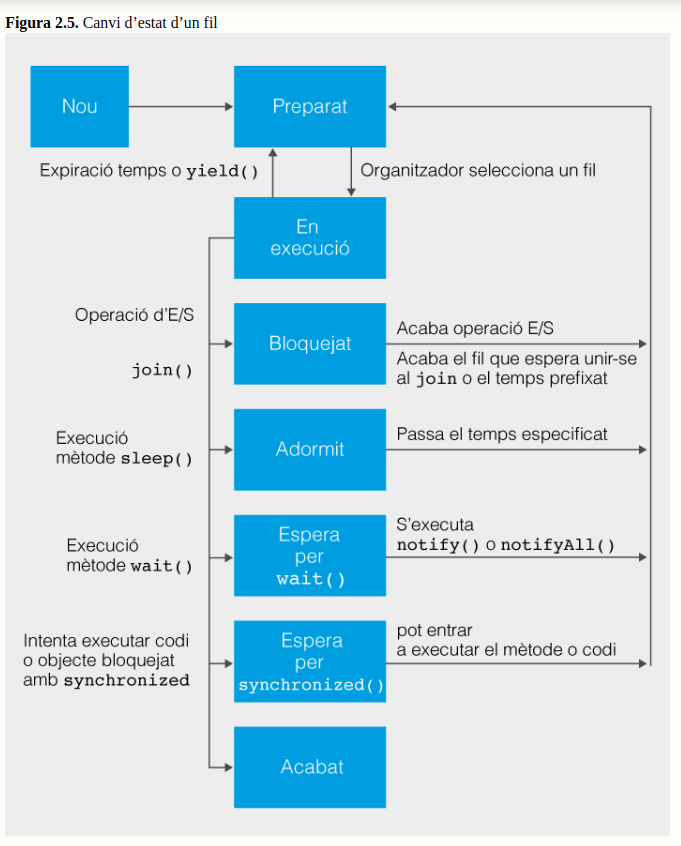 Figura 2.5. Canvi d’estat d’un fil
Nou
Preparat
Expiració temps o yield()
Organitzador selecciona un fil
En
execució
Operació d’E/S
join()
Bloquejat
Acaba operació E/S
Acaba el fil que espera unir-se
al join o el temps prefixat
Execució
mètode sleep()
Adormit
Passa el temps especificat
Execució
mètode wait()
Espera
per
wait()
S’executa
notify() o notifyAll()
Intenta executar codi
o objecte bloquejat
amb synchronized
Espera
per
synchronized()
pot entrar
a executar el mètode o codi
Acabat